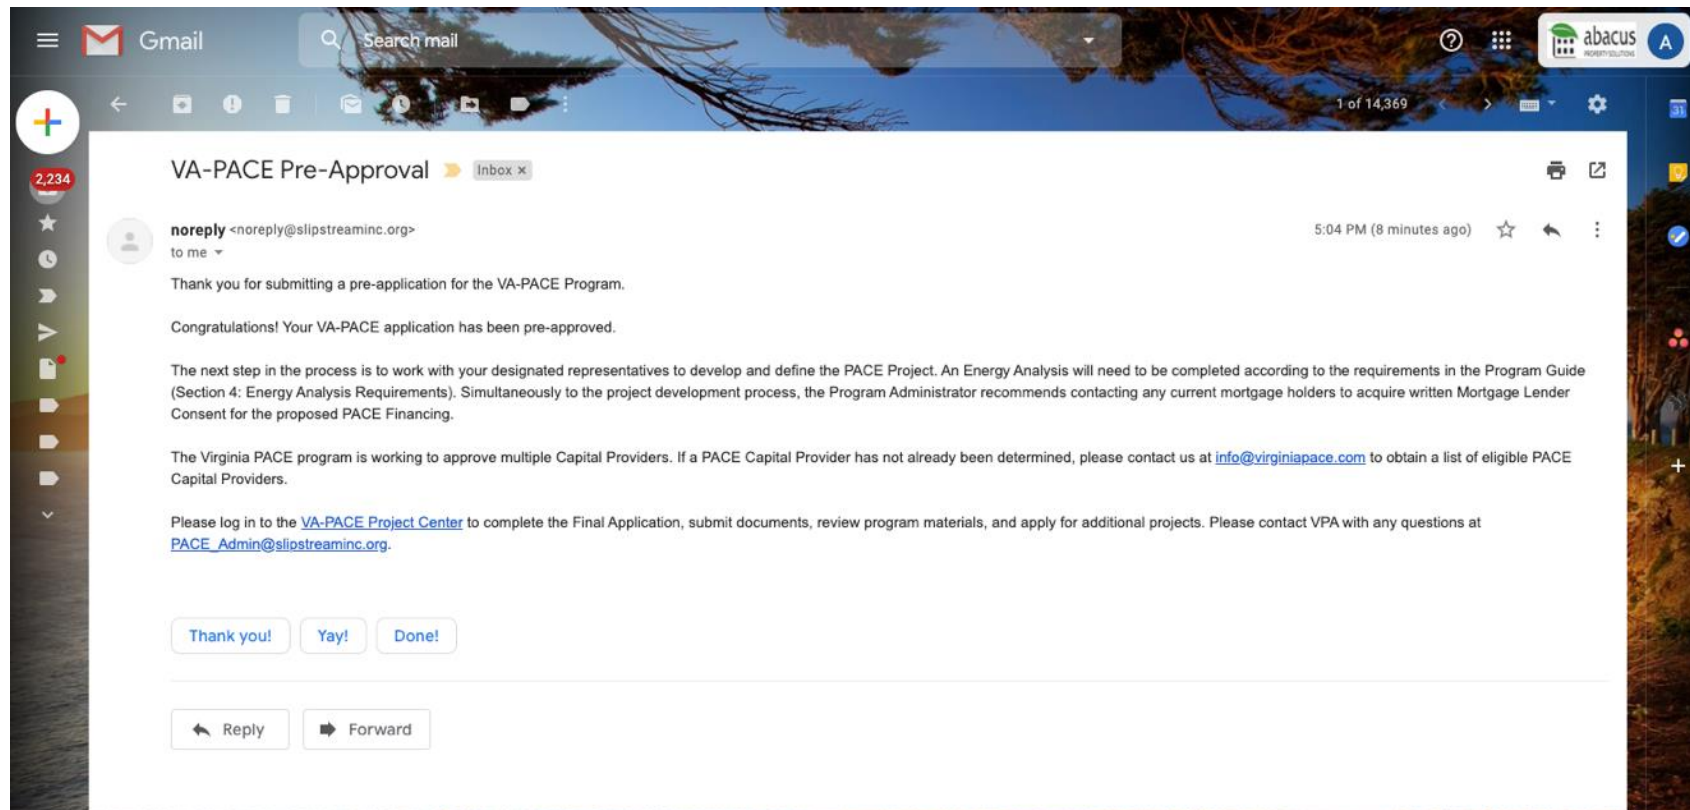 Gmail
Search mail
abacus
PROPERTY SOLUTIONS
A
1 of 14,369
31
2,234
VA-PACE Pre-Approval
Inbox ×
noreply <noreply@slipstreaminc.org>
5:04 PM (8 minutes ago)
to me
Thank you for submitting a pre-application for the VA-PACE Program.
Congratulations! Your VA-PACE application has been pre-approved.
The next step in the process is to work with your designated representatives to develop and define the PACE Project. An Energy Analysis will need to be completed according to the requirements in the Program Guide
(Section 4: Energy Analysis Requirements). Simultaneously to the project development process, the Program Administrator recommends contacting any current mortgage holders to acquire written Mortgage Lender
Consent for the proposed PACE Financing.
The Virginia PACE program is working to approve multiple Capital Providers. If a PACE Capital Provider has not already been determined, please contact us at info@virginiapace.com to obtain a list of eligible PACE
Capital Providers.
Please log in to the VA-PACE Project Center to complete the Final Application, submit documents, review program materials, and apply for additional projects. Please contact VPA with any questions at
PACE_Admin@slipstreaminc.org.
Thank you!
Yay!
Done!
Reply
Forward